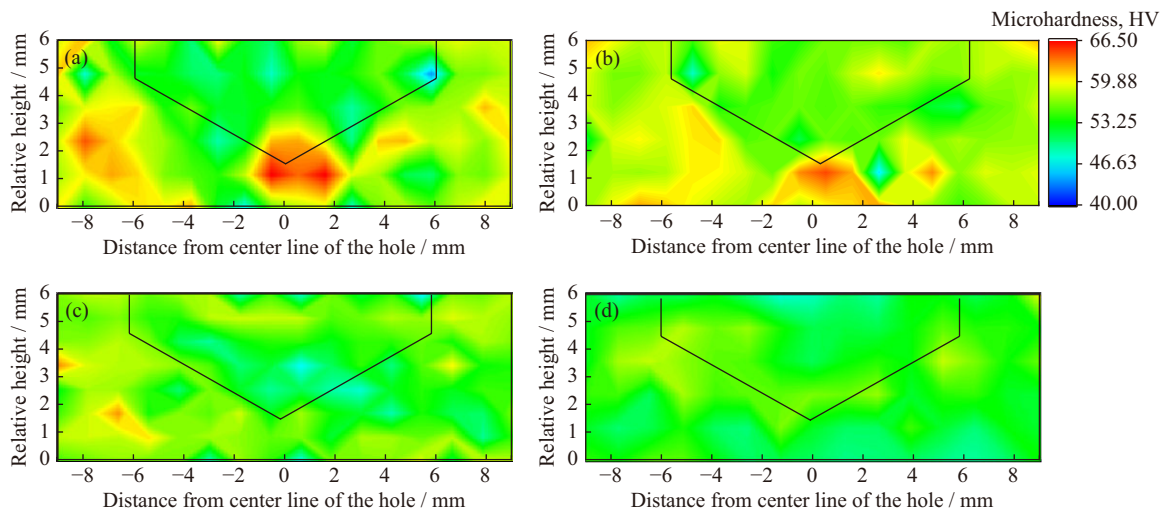 Microhardness, HV
66.50
59.88
53.25
46.63
40.00
(a)
Relative height / mm
6
5
4
3
2
1
0
−8 −6 −4 −2 0 2 4 6 8
Distance from center line of the hole / mm
(b)
Relative height / mm
6
5
4
3
2
1
0
−8 −6 −4 −2 0 2 4 6 8
Distance from center line of the hole / mm
(c)
Relative height / mm
6
5
4
3
2
1
0
−8 −6 −4 −2 0 2 4 6 8
Distance from center line of the hole / mm
(d)
Relative height / mm
6
5
4
3
2
1
0
−8 −6 −4 −2 0 2 4 6 8
Distance from center line of the hole / mm